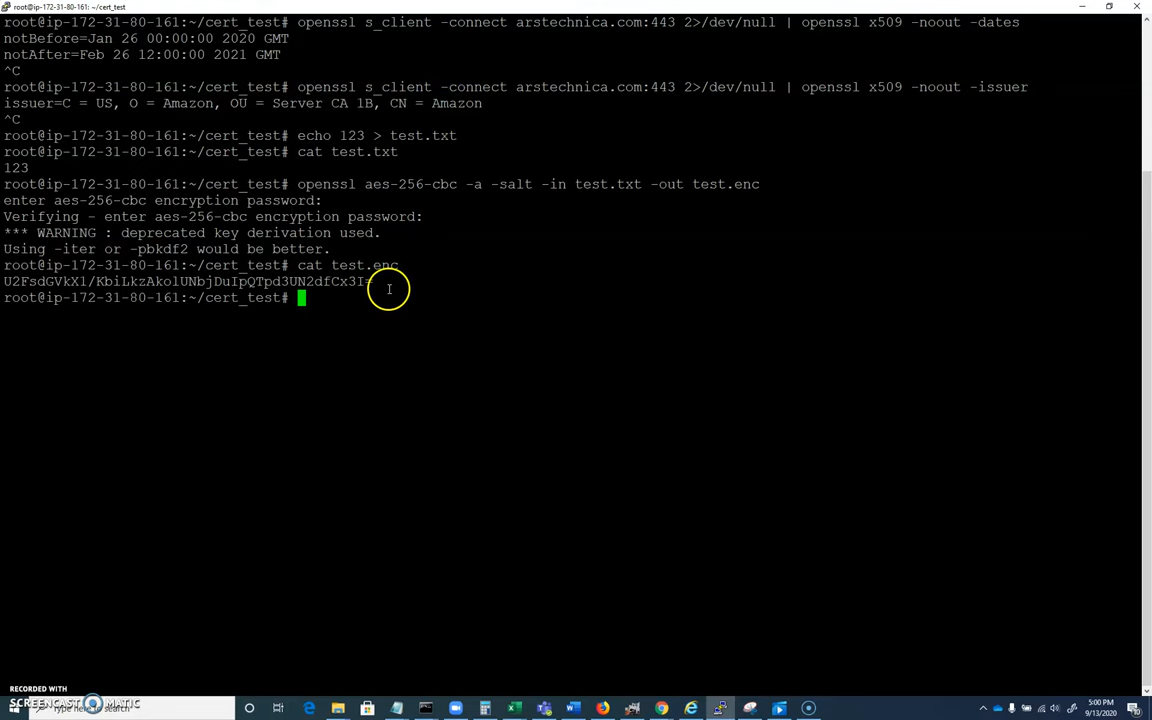 root@ip-172-31-80-161: ~/cert_test
root@ip-172-31-80-161:~/cert_test# openssl s_client -connect arstechnica.com:443 2>/dev/null | openssl x509 -noout -dates
notBefore=Jan 26 00:00:00 2020 GMT
notAfter=Feb 26 12:00:00 2021 GMT
^C
root@ip-172-31-80-161:~/cert_test# openssl s_client -connect arstechnica.com:443 2>/dev/null | openssl x509 -noout -issuer
issuer=C = US, O = Amazon, OU = Server CA 1B, CN = Amazon
^C
root@ip-172-31-80-161:~/cert_test# echo 123 > test.txt
root@ip-172-31-80-161:~/cert_test# cat test.txt
123
root@ip-172-31-80-161:~/cert_test# openssl aes-256-cbc -a -salt -in test.txt -out test.enc
enter aes-256-cbc encryption password:
Verifying - enter aes-256-cbc encryption password:
*** WARNING : deprecated key derivation used.
Using -iter or -pbkdf2 would be better.
root@ip-172-31-80-161:~/cert_test# cat test.enc
U2FsdGVkX1/KbiLkzAkolUNbjDuIpQTpd3UN2dfCx3I=
root@ip-172-31-80-161:~/cert_test#
RECORDED WITH
SCREENCAST MATIC
Type here to search
5:00 PM
9/13/2020